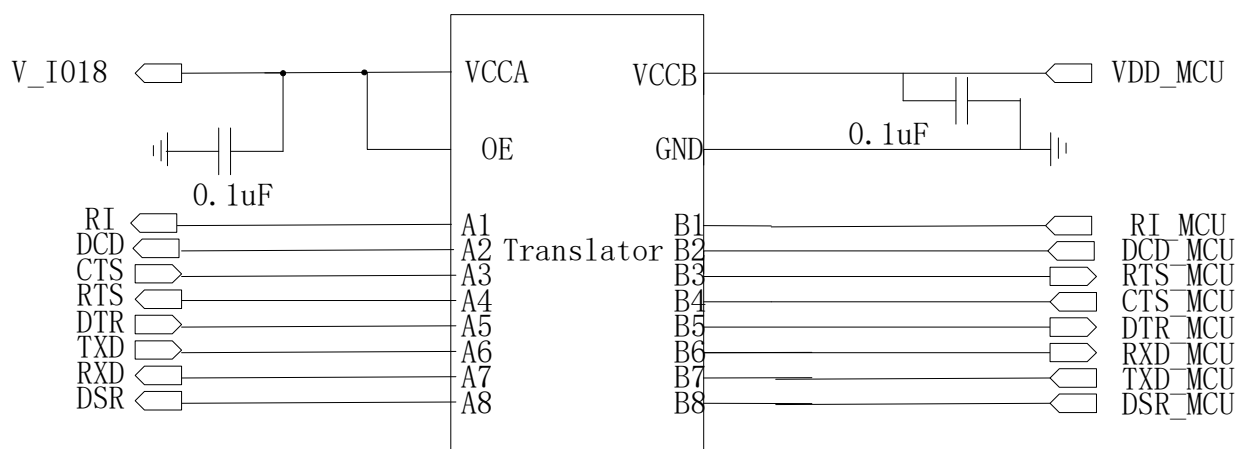 V_IO18 VCCA VCCB VDD_MCU
0.1uF
OE GND
0.1uF
RI A1 B1 RI_MCU
DCD A2 Translator B2 DCD_MCU
CTS A3 B3 RTS_MCU
RTS A4 B4 CTS_MCU
DTR A5 B5 DTR_MCU
TXD A6 B6 RXD_MCU
RXD A7 B7 TXD_MCU
DSR A8 B8 DSR_MCU